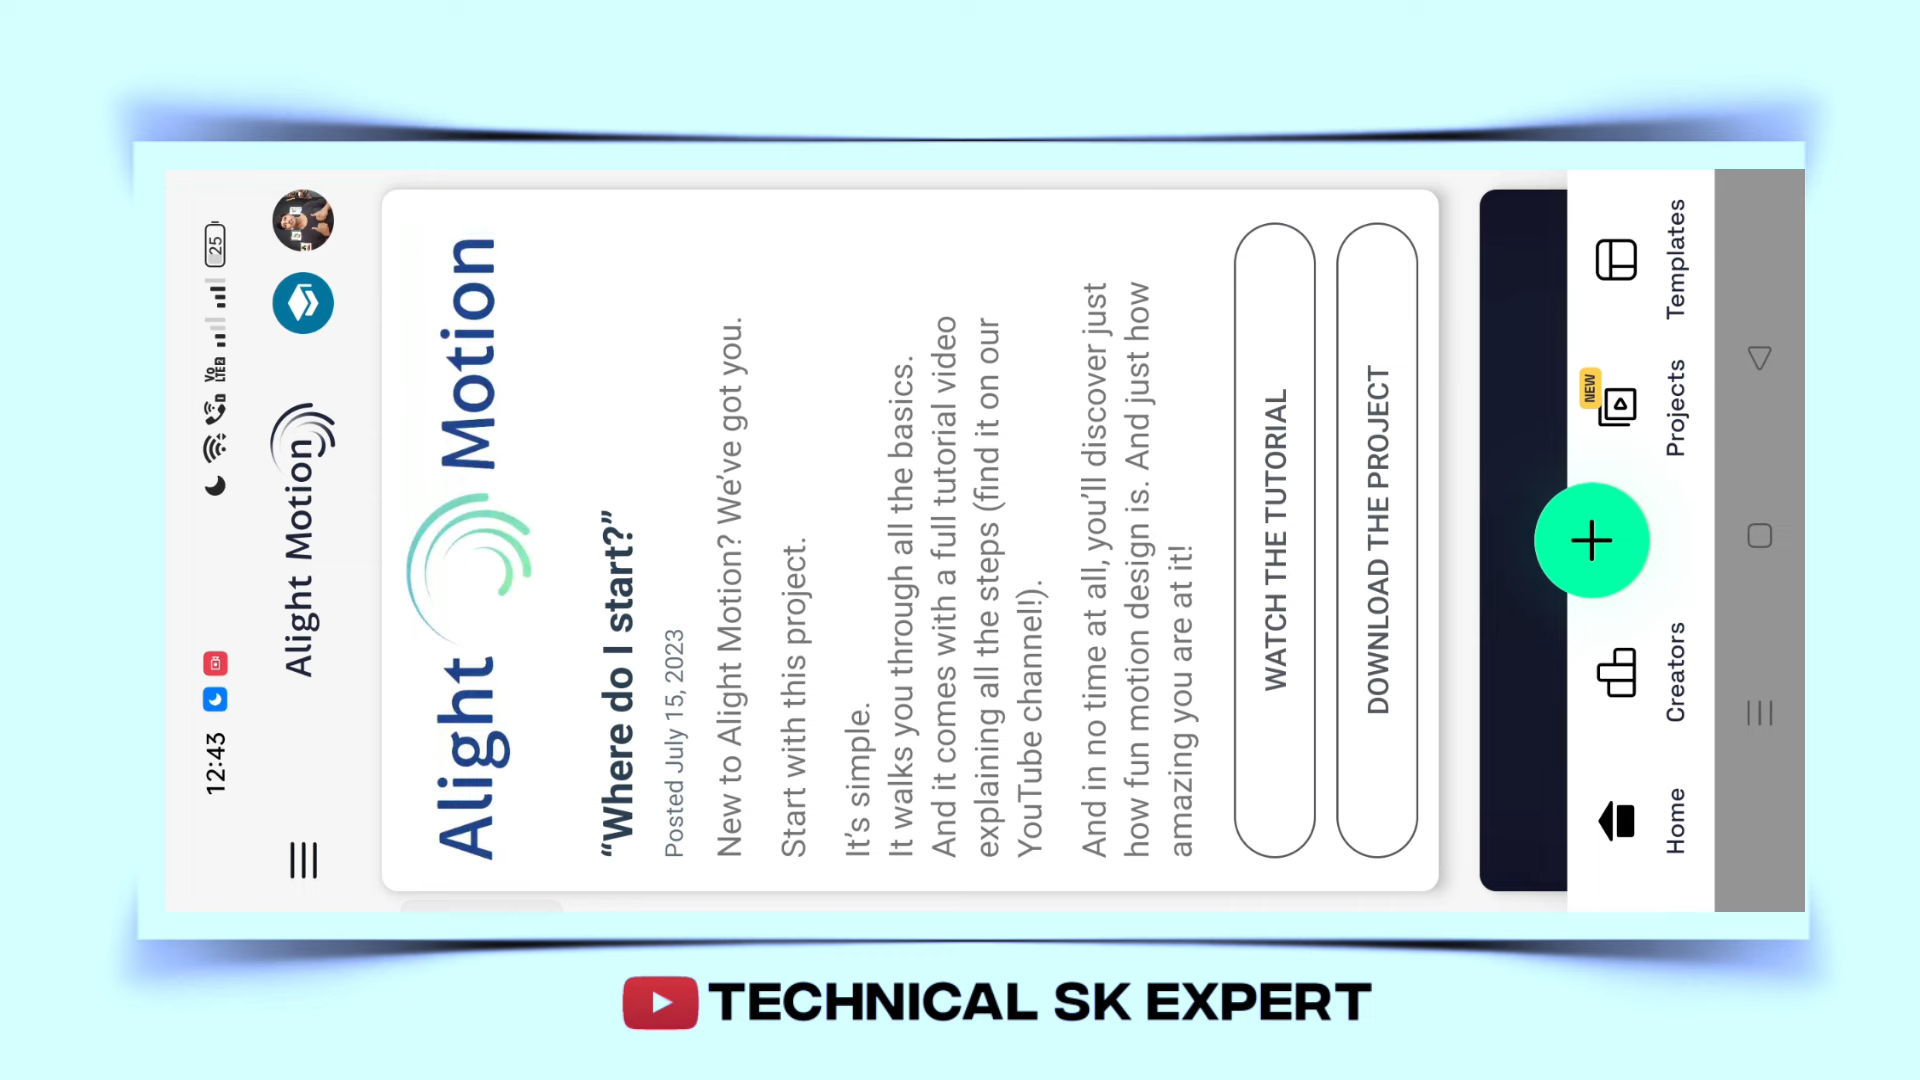 12:43
Vo
LTE2
25
Alight Motion
Alight Motion
“Where do I start?”
Posted July 15, 2023
New to Alight Motion? We’ve got you.
Start with this project.
It’s simple.
It walks you through all the basics.
And it comes with a full tutorial video
explaining all the steps (find it on our
YouTube channel!).
And in no time at all, you’ll discover just
how fun motion design is. And just how
amazing you are at it!
WATCH THE TUTORIAL
DOWNLOAD THE PROJECT
NEW
Home
Creators
Projects
Templates
TECHNICAL SK EXPERT